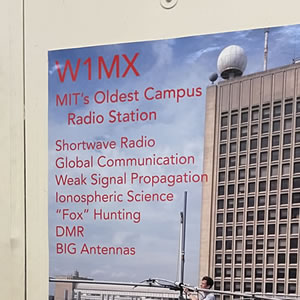 W1MX
MIT's Oldest Campus
Radio Station
Shortwave Radio
Global Communication
Weak Signal Propagation
Ionospheric Science
"Fox" Hunting
DMR
BIG Antennas